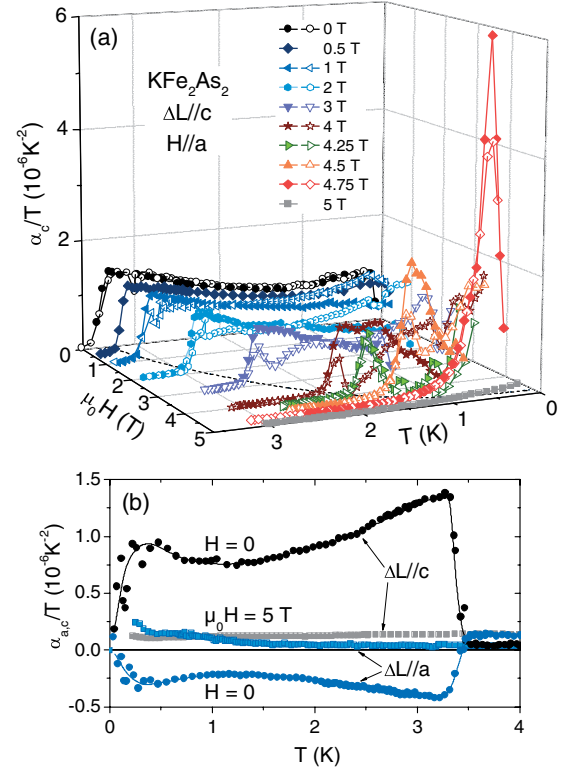 (a)
KFe₂As₂
ΔL//c
H//a
0 T
0.5 T
1 T
2 T
3 T
4 T
4.25 T
4.5 T
4.75 T
5 T
α_c/T (10⁻⁶K⁻²)
6
4
2
0
1
2
3
4
5
μ₀H (T)
3
2
1
0
T (K)
(b)
α_a,c/T (10⁻⁶K⁻²)
1.5
1.0
0.5
0.0
-0.5
H = 0
ΔL//c
μ₀H = 5 T
ΔL//a
H = 0
0
1
2
3
4
T (K)